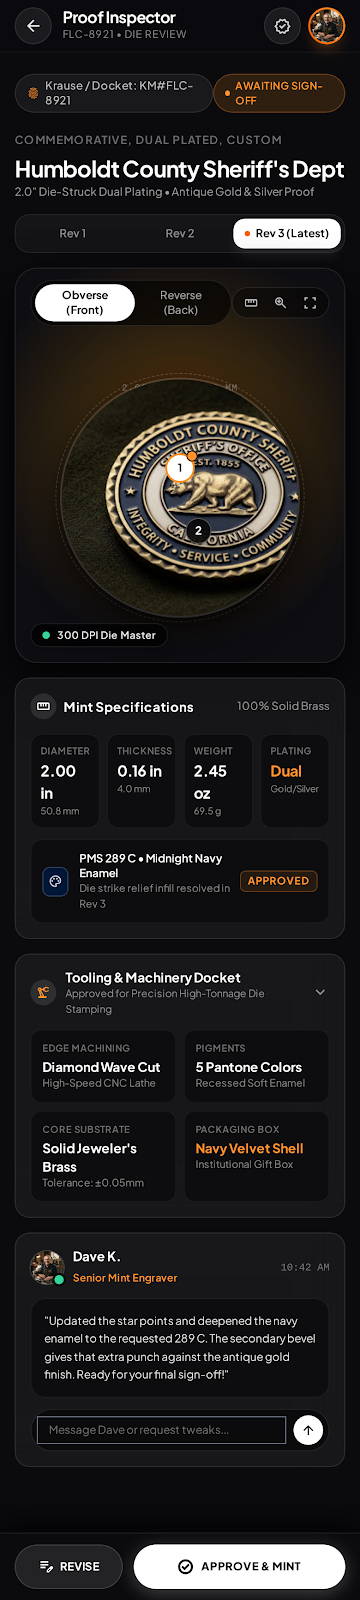 Proof Inspector
FLC-8921 • DIE REVIEW
Krause / Docket: KM#FLC-
8921
AWAITING SIGN-
OFF
COMMEMORATIVE, DUAL PLATED, CUSTOM
Humboldt County Sheriff's Dept
2.0" Die-Struck Dual Plating • Antique Gold & Silver Proof
Rev 1
Rev 2
Rev 3 (Latest)
Obverse
(Front)
Reverse
(Back)
MM
HUMBOLDT COUNTY SHERIFF
SHERIFF'S OFFICE
EST. 1855
1
2
CALIFORNIA
INTEGRITY • SERVICE • COMMUNITY
300 DPI Die Master
Mint Specifications
100% Solid Brass
DIAMETER
2.00
in
50.8 mm
THICKNESS
0.16 in
4.0 mm
WEIGHT
2.45
oz
69.5 g
PLATING
Dual
Gold/Silver
PMS 289 C • Midnight Navy
Enamel
Die strike relief infill resolved in
Rev 3
APPROVED
Tooling & Machinery Docket
Approved for Precision High-Tonnage Die
Stamping
EDGE MACHINING
Diamond Wave Cut
High-Speed CNC Lathe
PIGMENTS
5 Pantone Colors
Recessed Soft Enamel
CORE SUBSTRATE
Solid Jeweler's
Brass
Tolerance: ±0.05mm
PACKAGING BOX
Navy Velvet Shell
Institutional Gift Box
Dave K.
Senior Mint Engraver
10:42 AM
"Updated the star points and deepened the navy
enamel to the requested 289 C. The secondary bevel
gives that extra punch against the antique gold
finish. Ready for your final sign-off!"
Message Dave or request tweaks...
REVISE
APPROVE & MINT